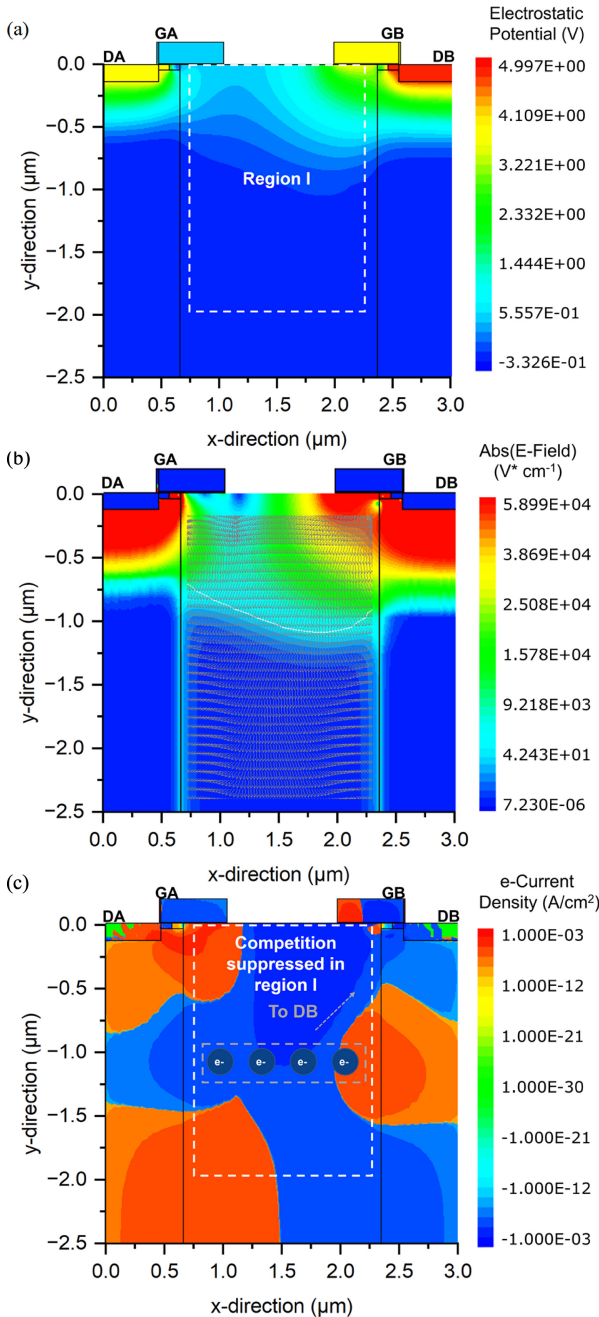 (a)
GA
GB
DA
DB
Electrostatic
Potential (V)
0.0
−0.5
−1.0
−1.5
−2.0
−2.5
y-direction (μm)
Region I
0.0 0.5 1.0 1.5 2.0 2.5 3.0
x-direction (μm)
4.997E+00
4.109E+00
3.221E+00
2.332E+00
1.444E+00
5.557E-01
-3.326E-01
(b)
GA
GB
DA
DB
Abs(E-Field)
(V* cm⁻¹)
0.0
−0.5
−1.0
−1.5
−2.0
−2.5
y-direction (μm)
0.0 0.5 1.0 1.5 2.0 2.5 3.0
x-direction (μm)
5.899E+04
3.869E+04
2.508E+04
1.578E+04
9.218E+03
4.243E+01
7.230E-06
(c)
GA
GB
DA
DB
e-Current
Density (A/cm²)
0.0
−0.5
−1.0
−1.5
−2.0
−2.5
y-direction (μm)
Competition
suppressed in
region I
To DB
e- e- e- e-
0.0 0.5 1.0 1.5 2.0 2.5 3.0
x-direction (μm)
1.000E-03
1.000E-12
1.000E-21
1.000E-30
-1.000E-21
-1.000E-12
-1.000E-03